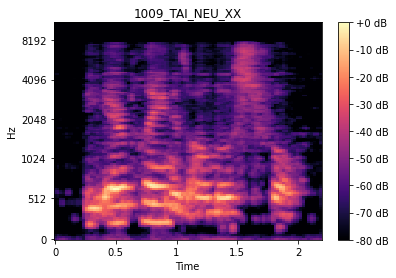 1009_TAI_NEU_XX
8192
4096
2048
1024
512
0
Hz
0
0.5
1
1.5
2
Time
+0 dB
-10 dB
-20 dB
-30 dB
-40 dB
-50 dB
-60 dB
-70 dB
-80 dB